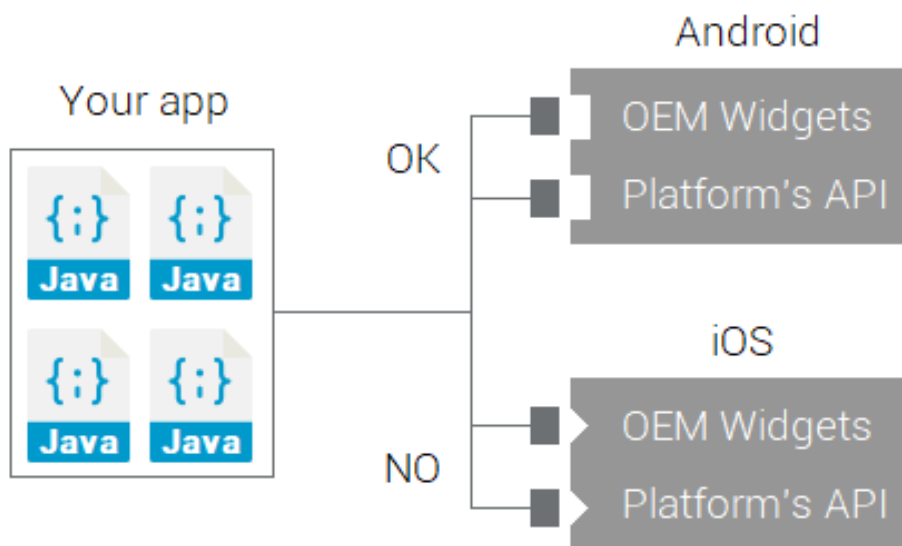 Your app
{;}
Java
{;}
Java
{;}
Java
{;}
Java
OK
NO
Android
OEM Widgets
Platform's API
iOS
OEM Widgets
Platform's API